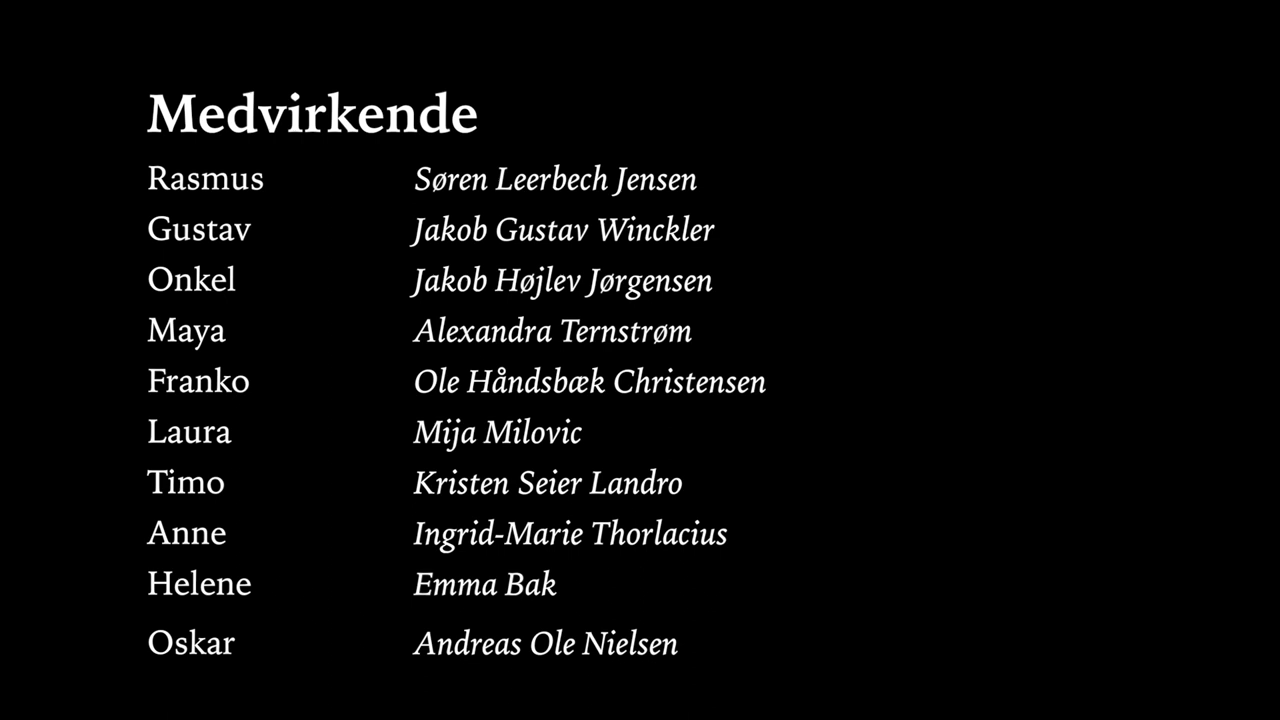 Medvirkende
Rasmus Søren Leerbech Jensen
Gustav Jakob Gustav Winckler
Onkel Jakob Højlev Jørgensen
Maya Alexandra Ternstrøm
Franko Ole Håndsbæk Christensen
Laura Mija Milovic
Timo Kristen Seier Landro
Anne Ingrid-Marie Thorlacius
Helene Emma Bak
Oskar Andreas Ole Nielsen